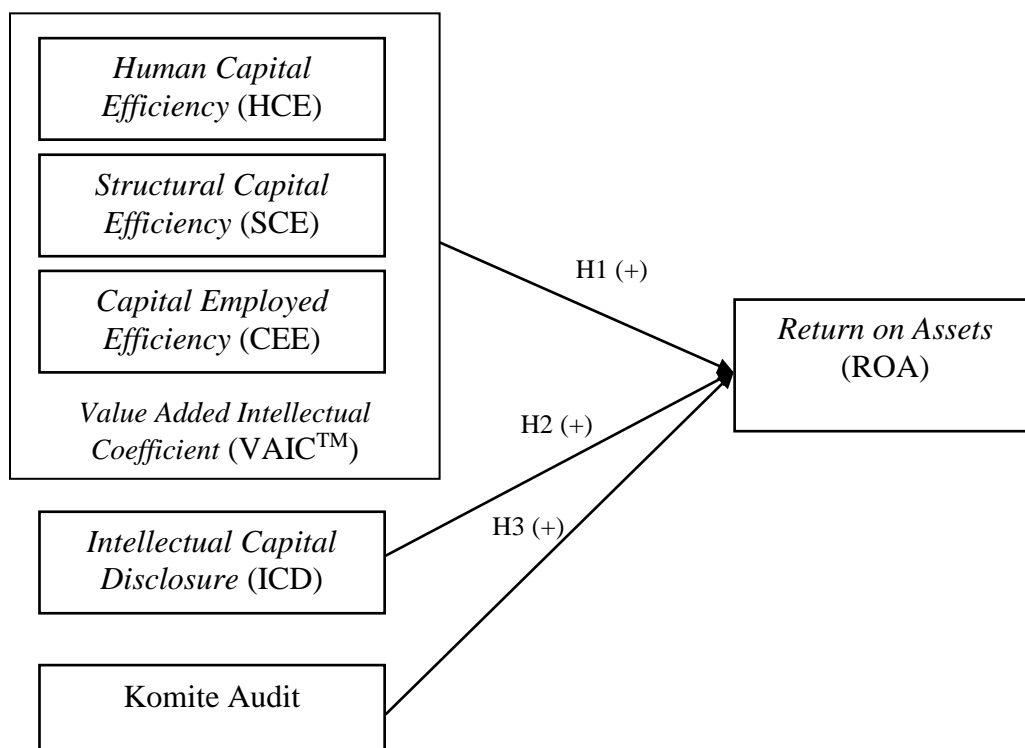 Human Capital
Efficiency (HCE)
Structural Capital
Efficiency (SCE)
Capital Employed
Efficiency (CEE)
Value Added Intellectual
Coefficient (VAIC™)
H1 (+)
Return on Assets
(ROA)
H2 (+)
H3 (+)
Intellectual Capital
Disclosure (ICD)
Komite Audit